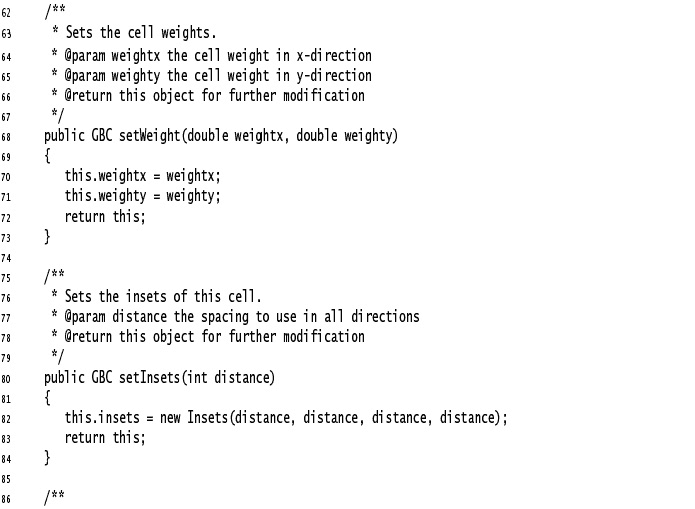 62 /**
63 * Sets the cell weights.
64 * @param weightx the cell weight in x-direction
65 * @param weighty the cell weight in y-direction
66 * @return this object for further modification
67 */
68 public GBC setWeight(double weightx, double weighty)
69 {
70 this.weightx = weightx;
71 this.weighty = weighty;
72 return this;
73 }
74
75 /**
76 * Sets the insets of this cell.
77 * @param distance the spacing to use in all directions
78 * @return this object for further modification
79 */
80 public GBC setInsets(int distance)
81 {
82 this.insets = new Insets(distance, distance, distance, distance);
83 return this;
84 }
85
86 /**